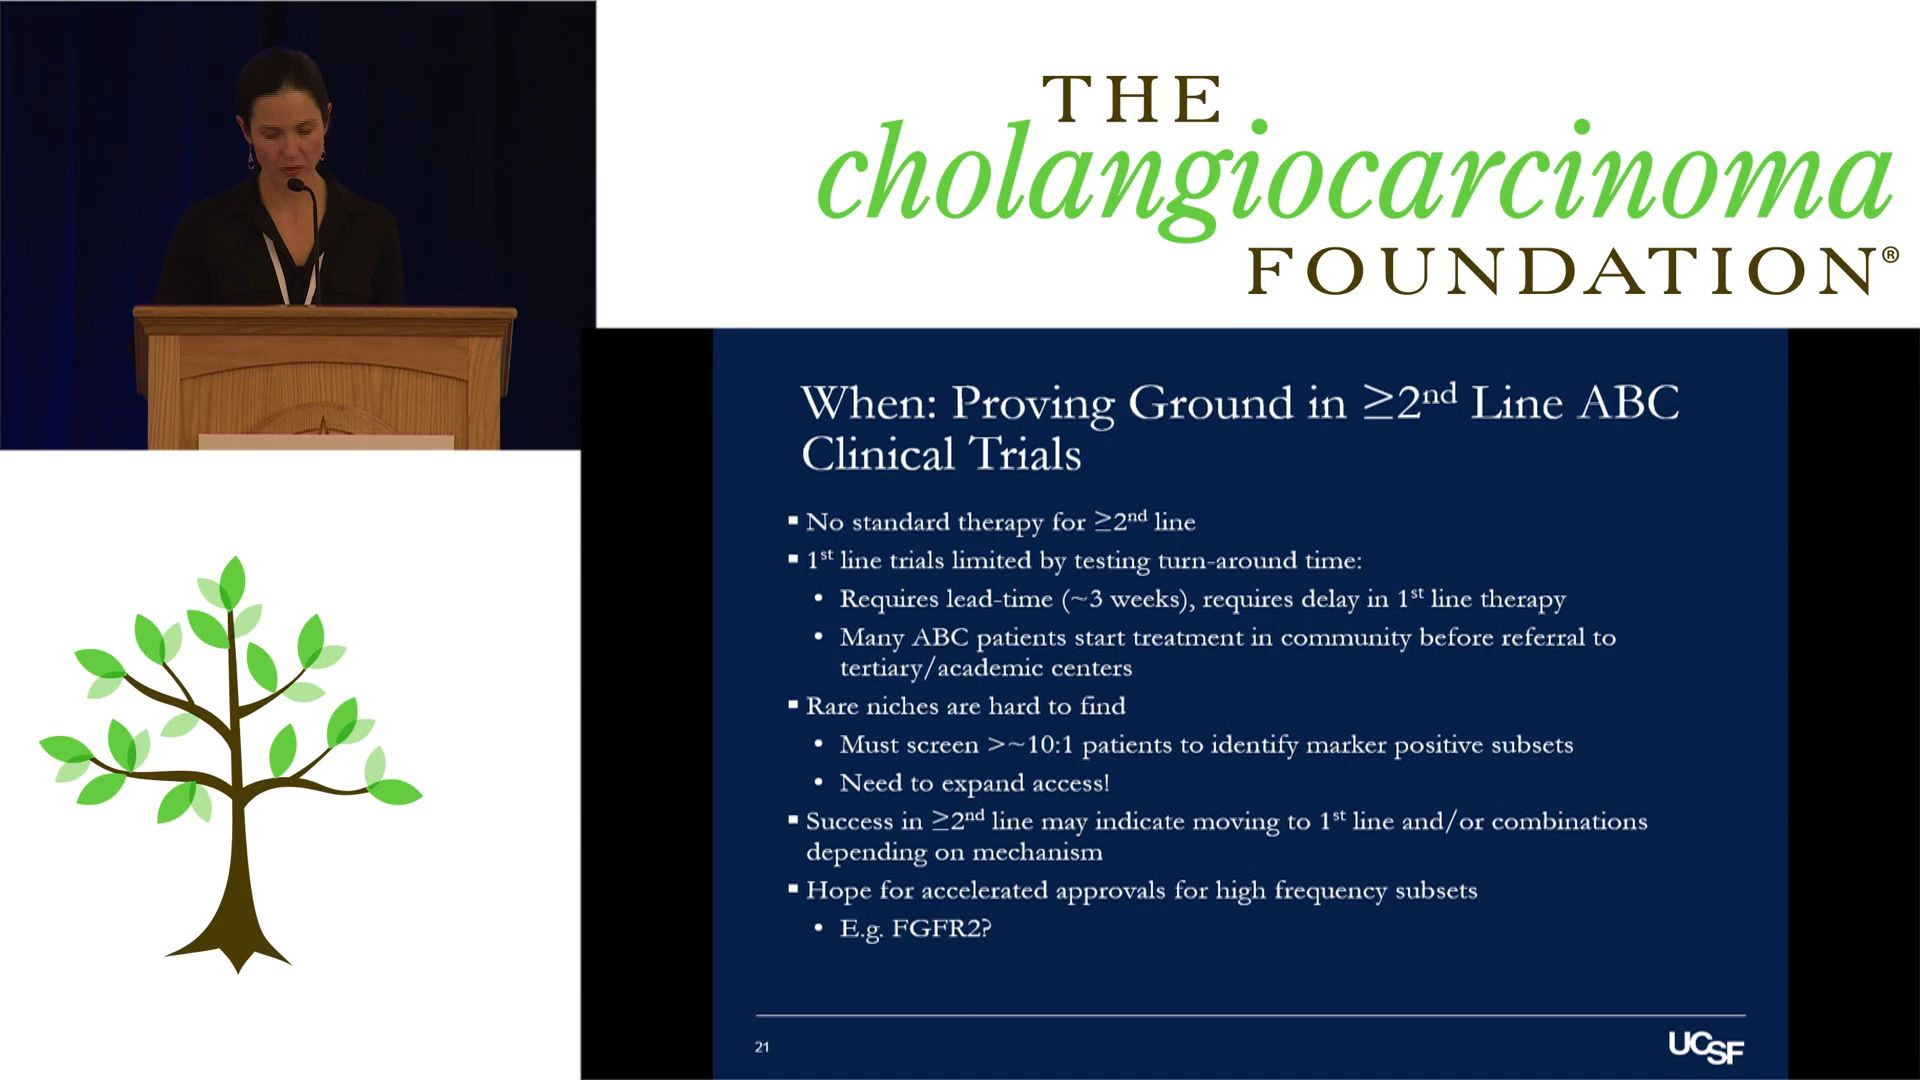 THE
cholangiocarcinoma
FOUNDATION®
When: Proving Ground in ≥2nd Line ABC
Clinical Trials
▪ No standard therapy for ≥2nd line
▪ 1st line trials limited by testing turn-around time:
• Requires lead-time (~3 weeks), requires delay in 1st line therapy
• Many ABC patients start treatment in community before referral to
tertiary/academic centers
▪ Rare niches are hard to find
• Must screen >~10:1 patients to identify marker positive subsets
• Need to expand access!
▪ Success in ≥2nd line may indicate moving to 1st line and/or combinations
depending on mechanism
▪ Hope for accelerated approvals for high frequency subsets
• E.g. FGFR2?
21
UCSF